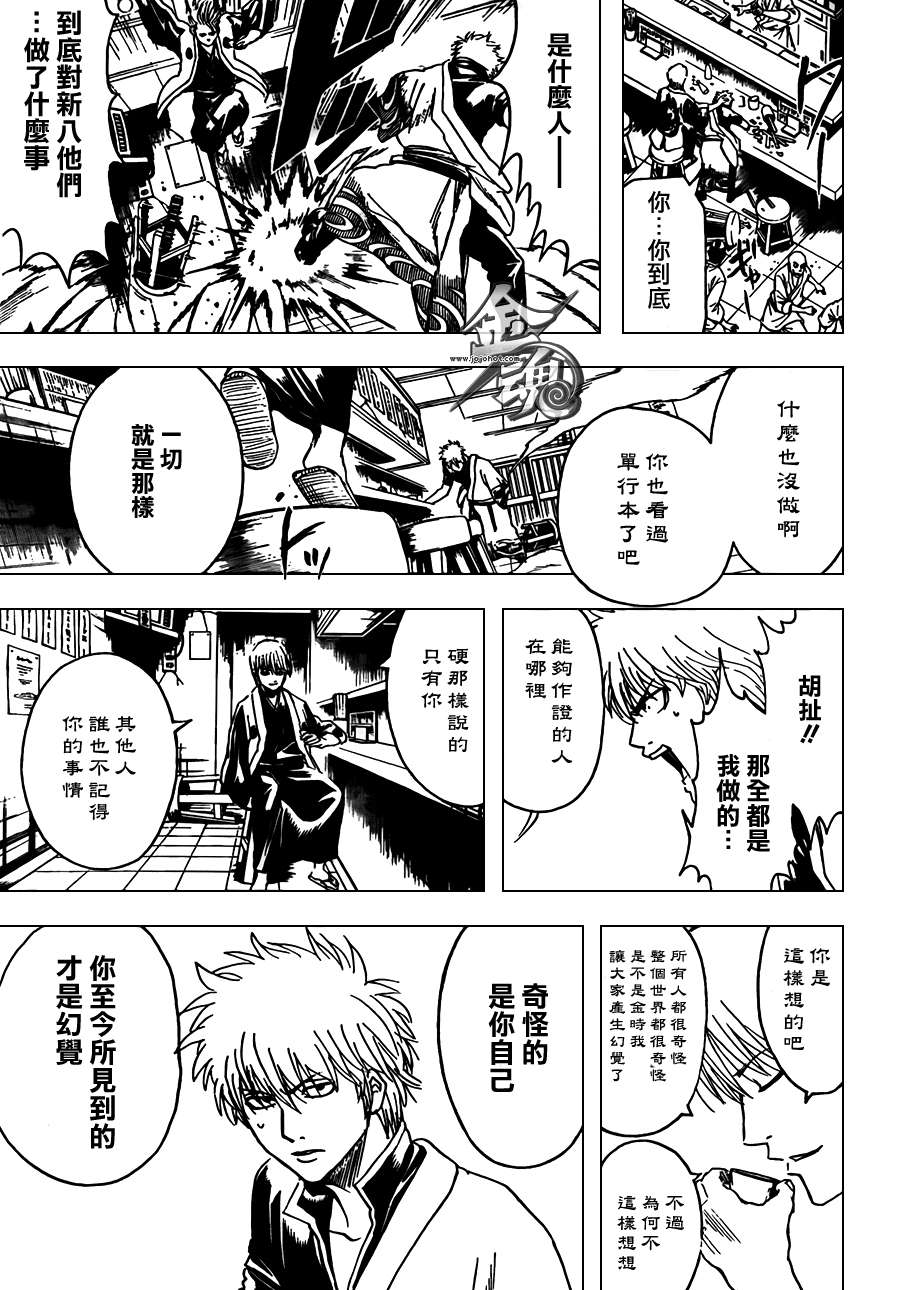 你…你到底
是什麼人——
到底對新八他們
…做了什麼事
什麼也沒做啊
你也看過
單行本了吧
一切
就是那樣
胡扯!!
那全都是
我做的…
能夠作證的人
在哪裡
硬那樣說的
只有你
其他人
誰也不記得
你的事情
你是
這樣想的吧
所有人都很奇怪
整個世界都很奇怪
是不是金時我
讓大家產生幻覺了
不過
為何不
這樣想想
奇怪的
是你自己
你至今所見到的
才是幻覺
www.jojohot.com
魂